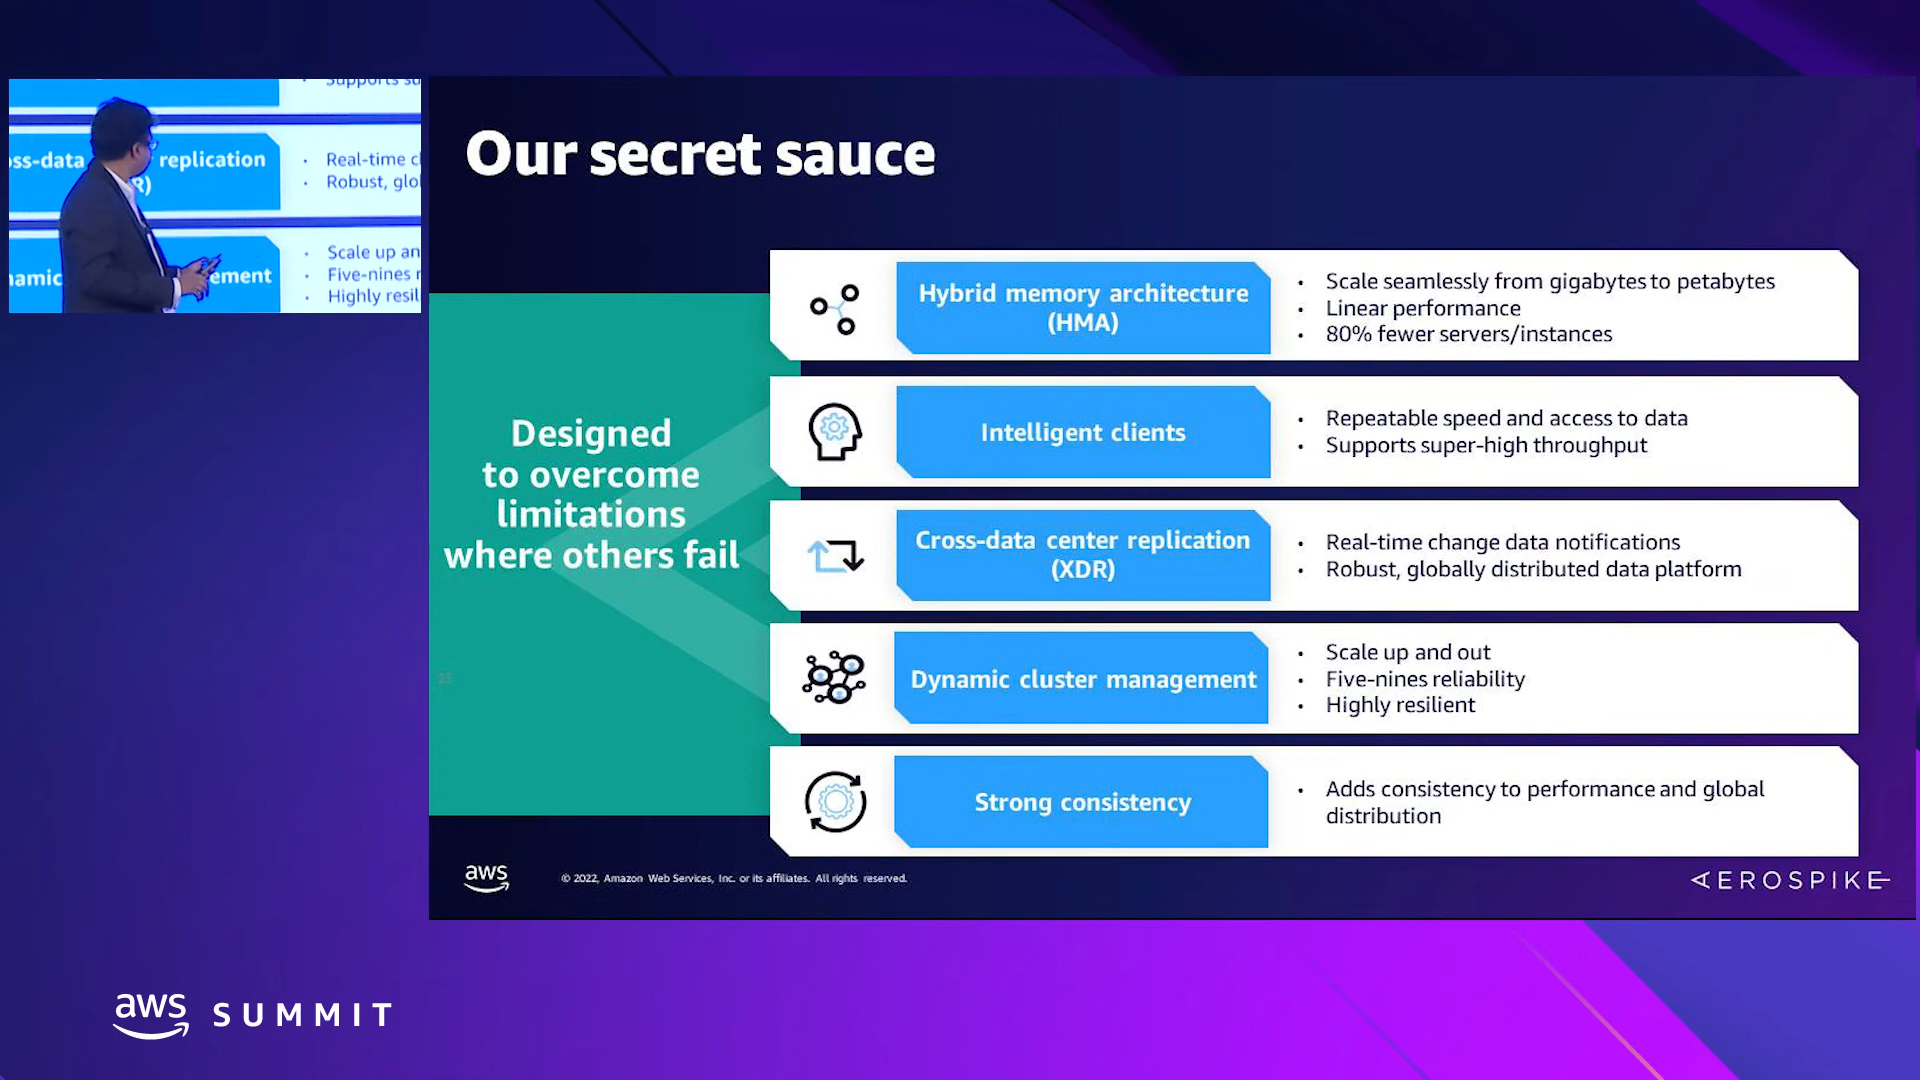 Supports su
oss-data replication
R)
Real-time c
Robust, glo
namic ement
Scale up an
Five-nines r
Highly resil
Our secret sauce
Designed
to overcome
limitations
where others fail
25
Hybrid memory architecture
(HMA)
• Scale seamlessly from gigabytes to petabytes
• Linear performance
• 80% fewer servers/instances
Intelligent clients
• Repeatable speed and access to data
• Supports super-high throughput
Cross-data center replication
(XDR)
• Real-time change data notifications
• Robust, globally distributed data platform
Dynamic cluster management
• Scale up and out
• Five-nines reliability
• Highly resilient
Strong consistency
• Adds consistency to performance and global
distribution
aws
© 2022, Amazon Web Services, Inc. or its affiliates. All rights reserved.
AEROSPIKE
aws SUMMIT